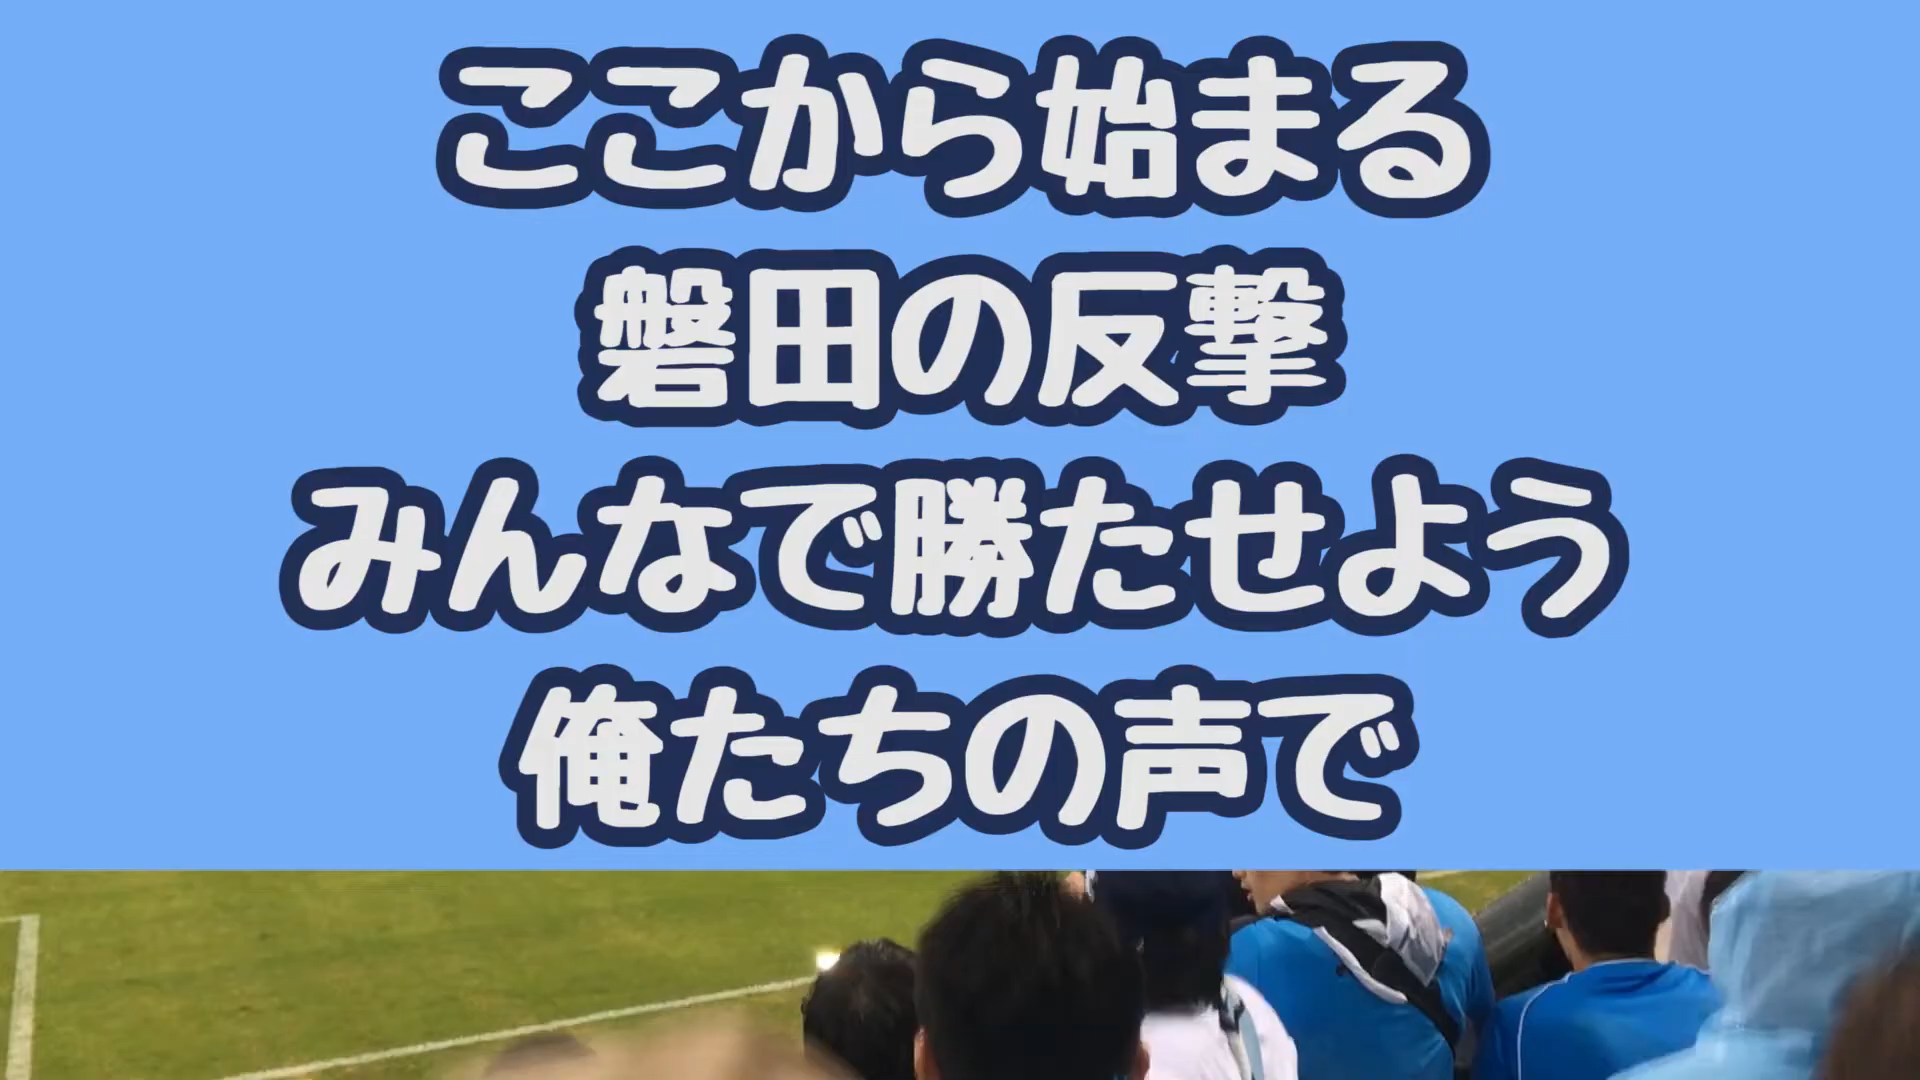 ここから始まる
磐田の反撃
みんなで勝たせよう
俺たちの声で